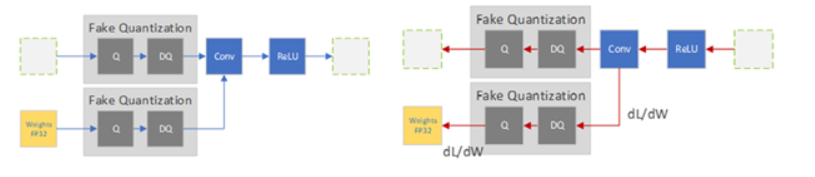 Fake Quantization
Q
DQ
Conv
ReLU
Fake Quantization
Weights
FP32
Q
DQ
Fake Quantization
Q
DQ
Conv
ReLU
Fake Quantization
dL/dW
Weights
FP32
Q
DQ
dL/dW